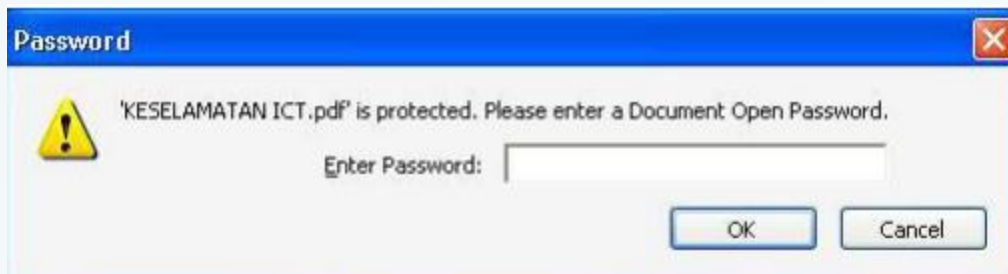 Password
'KESELAMATAN ICT.pdf' is protected. Please enter a Document Open Password.
Enter Password:
OK Cancel